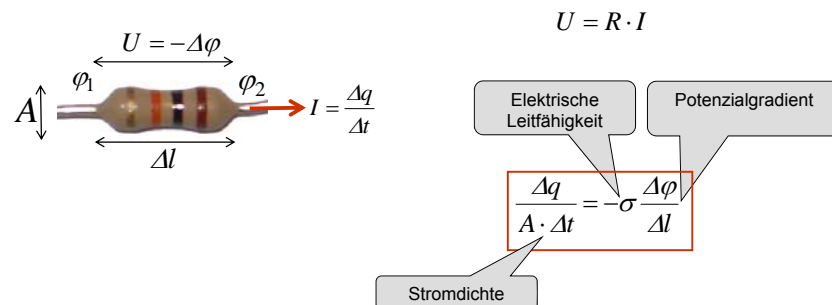 U = R · I
U = −Δφ
φ₁
φ₂
A
I = Δq / Δt
Δl
Elektrische
Leitfähigkeit
Potenzialgradient
Δq / (A · Δt) = −σ Δφ / Δl
Stromdichte